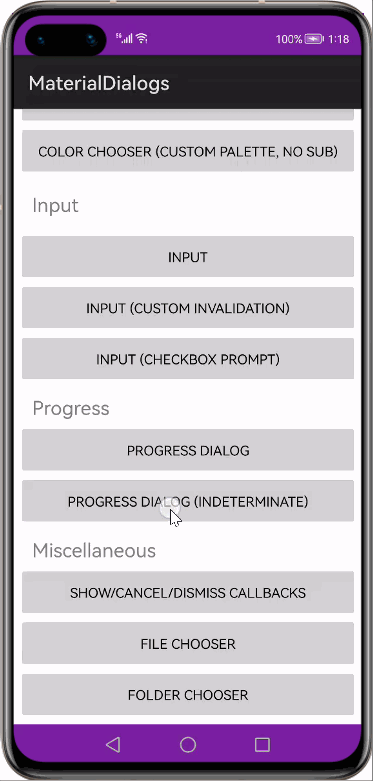 5G 100% 1:18
MaterialDialogs
COLOR CHOOSER (CUSTOM PALETTE, NO SUB)
Input
INPUT
INPUT (CUSTOM INVALIDATION)
INPUT (CHECKBOX PROMPT)
Progress
PROGRESS DIALOG
PROGRESS DIALOG (INDETERMINATE)
Miscellaneous
SHOW/CANCEL/DISMISS CALLBACKS
FILE CHOOSER
FOLDER CHOOSER